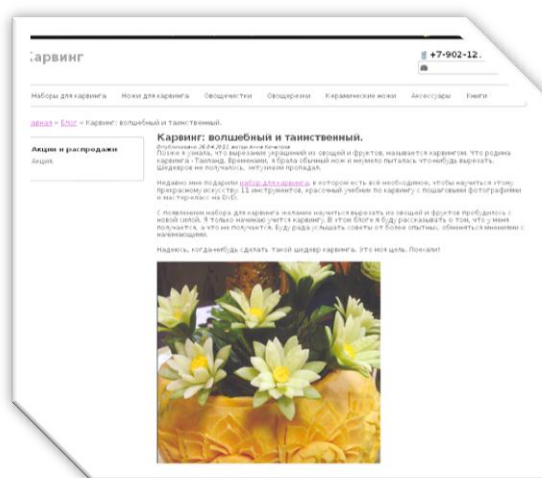 Карвинг
+7-902-12.
Наборы для карвинга Ножи для карвинга Овощечистки Овощерезки Керамические ножи Аксессуары Книги
» Блог » Карвинг: волшебный и таинственный.
Акции и распродажи
Акция.
Карвинг: волшебный и таинственный.
Опубликовано автор Анна
Позже я узнала, что вырезание украшений из овощей и фруктов, называется карвингом. Что родина
карвинга - Таиланд. Временами, я брала обычный нож и неумело пыталась что-нибудь вырезать.
Шедевров не получалось, энтузиазм пропадал.
Недавно мне подарили набор для карвинга, в котором есть всё необходимое, чтобы научиться этому
прекрасному искусству: 11 инструментов, красочный учебник по карвингу с пошаговыми фотографиями
и мастер-класс на DVD.
С появлением набора для карвинга желание научиться вырезать из овощей и фруктов пробудилось с
новой силой. Я только начинаю учится карвингу. В этом блоге я буду рассказывать о том, что у меня
получается, а что не получается. Буду рада услышать советы от более опытных, обменяться мнениями с
начинающими.
Надеюсь, когда-нибудь сделать такой шедевр карвинга. Это моя цель. Поехали!